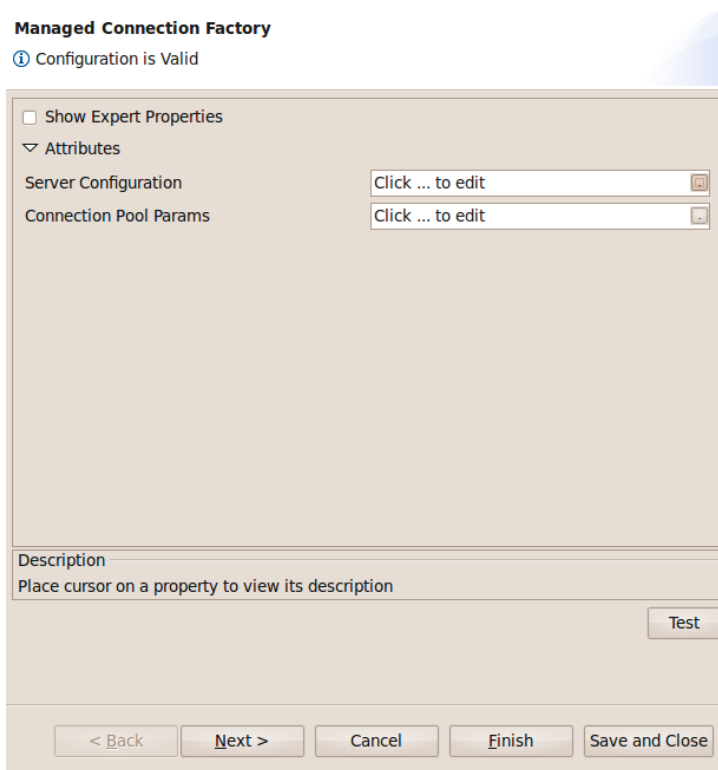 Managed Connection Factory
Configuration is Valid
Show Expert Properties
Attributes
Server Configuration Click ... to edit
Connection Pool Params Click ... to edit
Description
Place cursor on a property to view its description
Test
< Back Next > Cancel Finish Save and Close